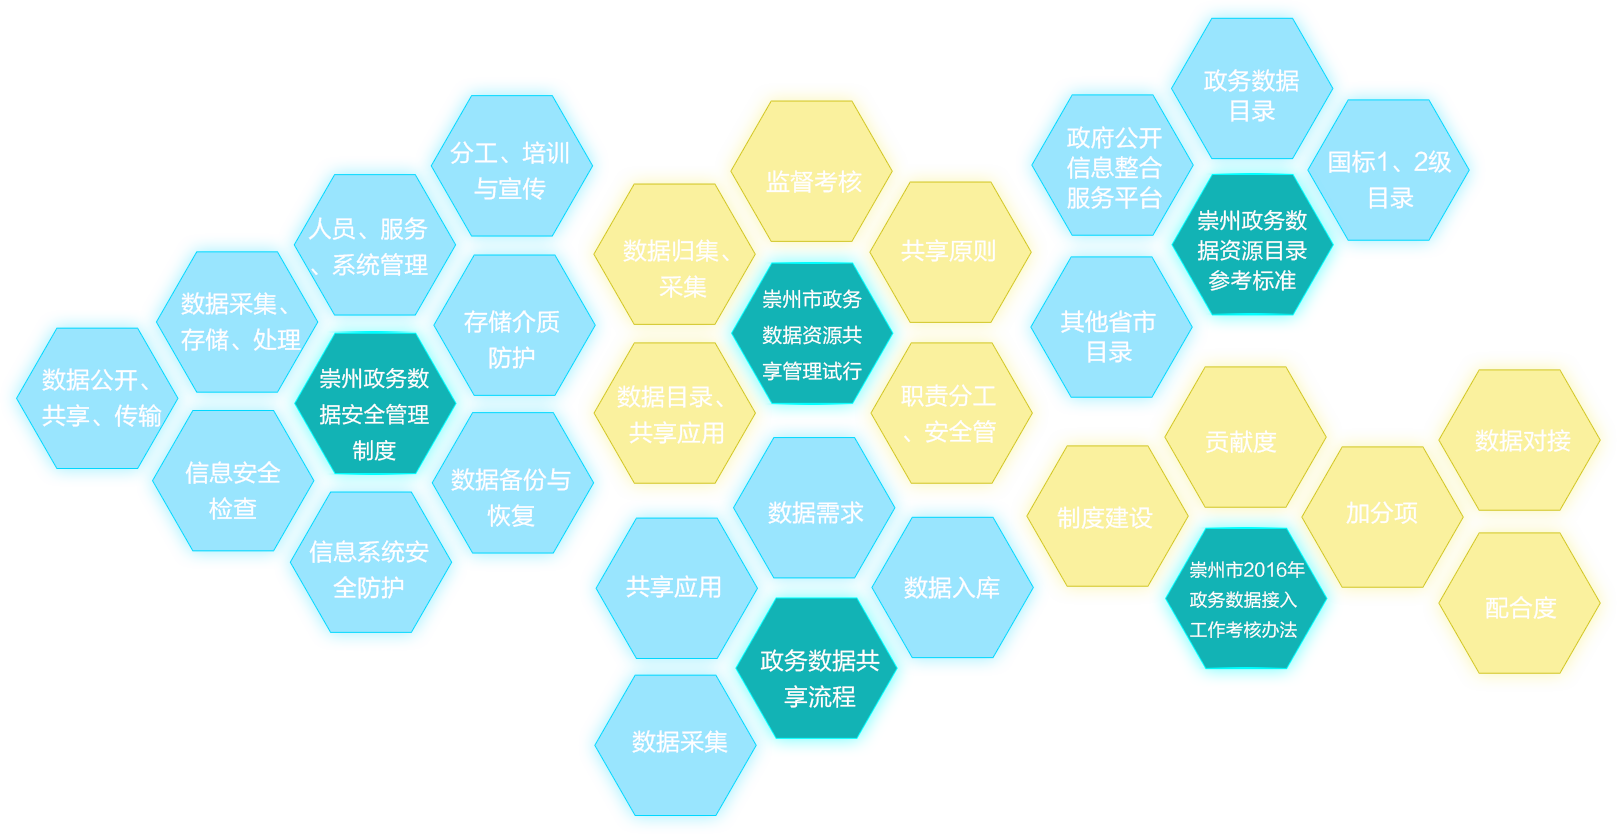 分工、培训
与宣传
人员、服务
、系统管理
数据采集、
存储、处理
存储介质
防护
数据公开、
共享、传输
崇州政务数
据安全管理
制度
信息安全
检查
数据备份与
恢复
信息系统安
全防护
监督考核
数据归集、
采集
共享原则
崇州市政务
数据资源共
享管理试行
数据目录、
共享应用
职责分工
、安全管
数据需求
共享应用
数据入库
政务数据共
享流程
数据采集
政务数据
目录
政府公开
信息整合
服务平台
国标1、2级
目录
崇州政务数
据资源目录
参考标准
其他省市
目录
贡献度
数据对接
制度建设
加分项
崇州市2016年
政务数据接入
工作考核办法
配合度